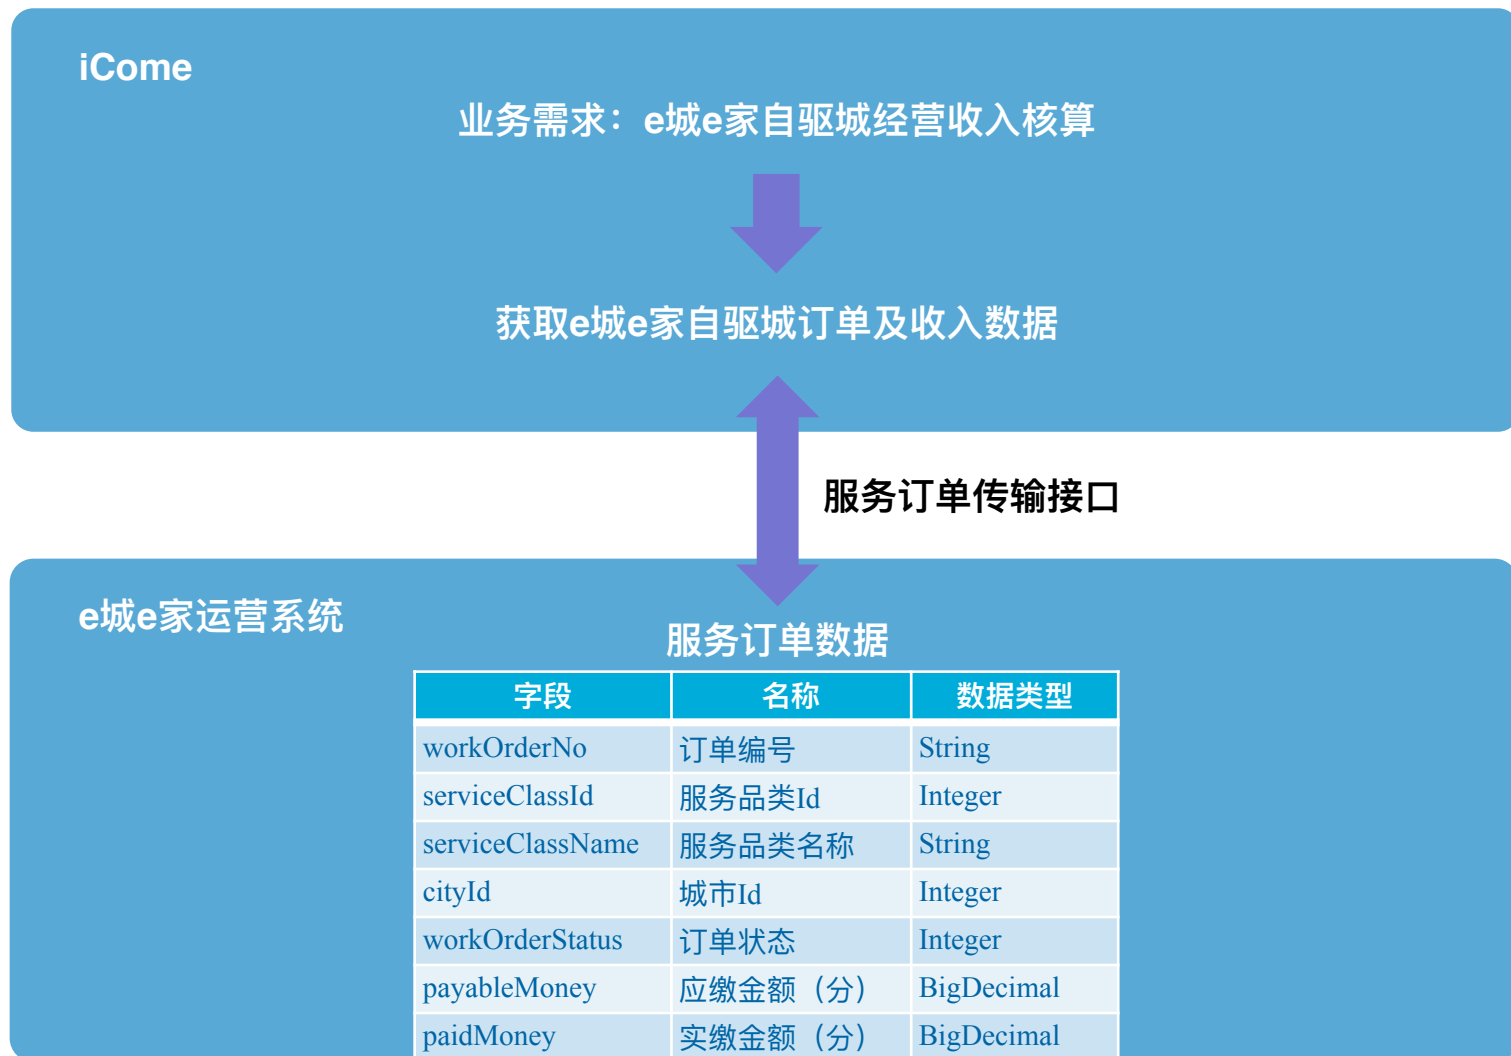 iCome
业务需求：e城e家自驱城经营收入核算
获取e城e家自驱城订单及收入数据
服务订单传输接口
e城e家运营系统
服务订单数据
字段 名称 数据类型
workOrderNo 订单编号 String
serviceClassId 服务品类Id Integer
serviceClassName 服务品类名称 String
cityId 城市Id Integer
workOrderStatus 订单状态 Integer
payableMoney 应缴金额（分） BigDecimal
paidMoney 实缴金额（分） BigDecimal